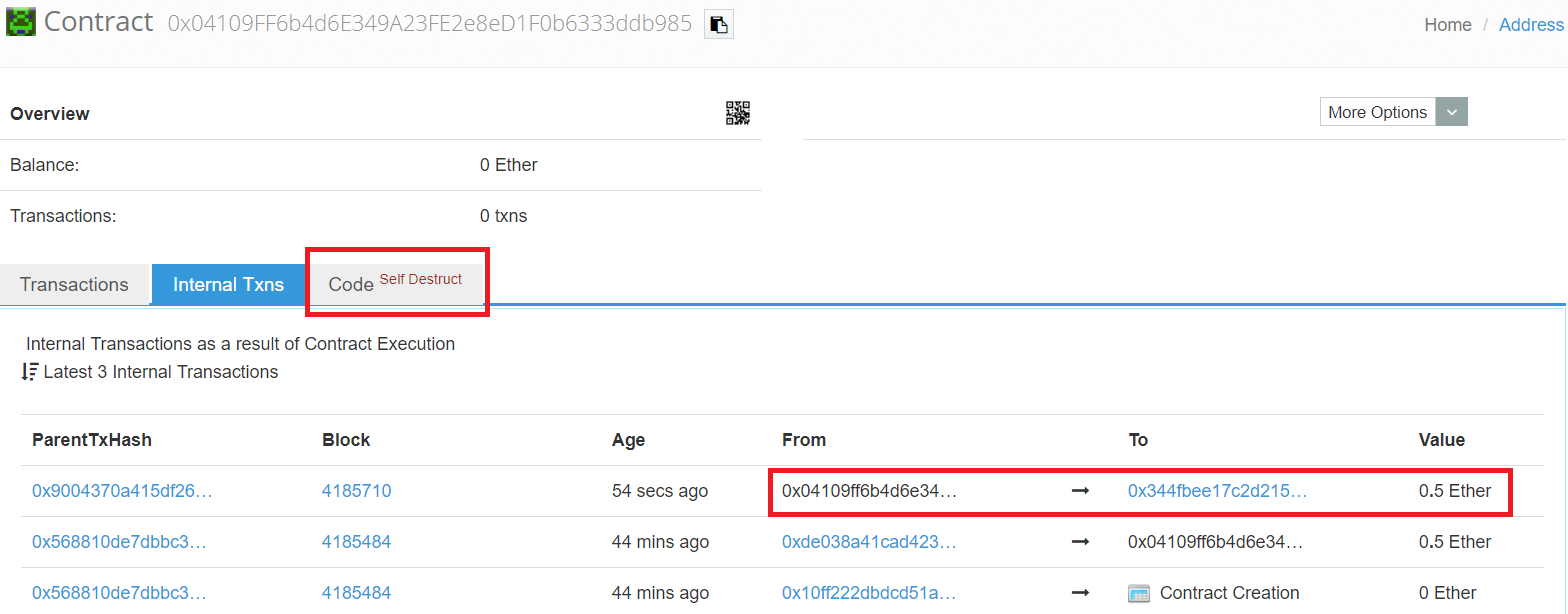 Contract 0x04109FF6b4d6E349A23FE2e8eD1F0b6333ddb985 Home / Address
Overview More Options
Balance: 0 Ether
Transactions: 0 txns
Transactions Internal Txns Code Self Destruct
Internal Transactions as a result of Contract Execution
Latest 3 Internal Transactions
ParentTxHash Block Age From To Value
0x9004370a415df26… 4185710 54 secs ago 0x04109ff6b4d6e34… → 0x344fbee17c2d215… 0.5 Ether
0x568810de7dbbc3… 4185484 44 mins ago 0xde038a41cad423… → 0x04109ff6b4d6e34… 0.5 Ether
0x568810de7dbbc3… 4185484 44 mins ago 0x10ff222dbdcd51a… → Contract Creation 0 Ether